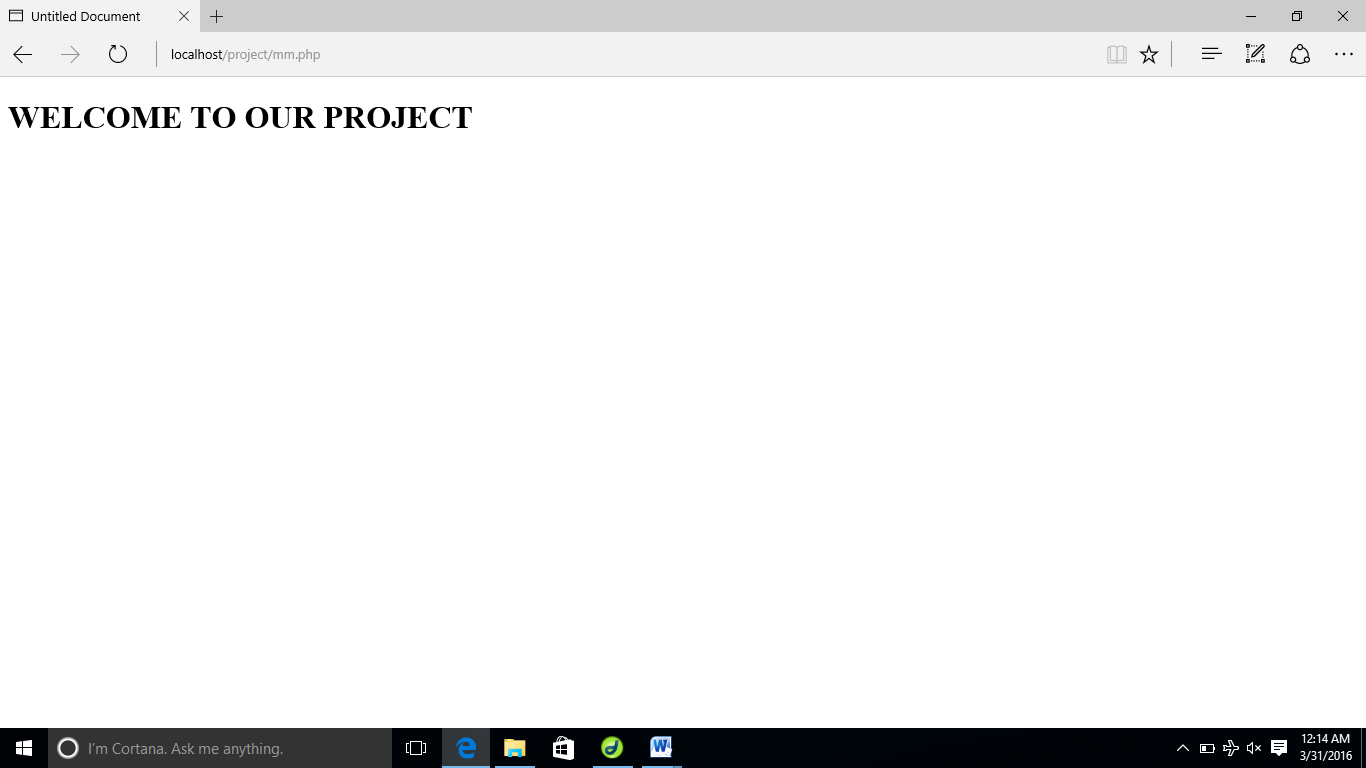 Untitled Document
localhost/project/mm.php
WELCOME TO OUR PROJECT
I'm Cortana. Ask me anything.
12:14 AM
3/31/2016